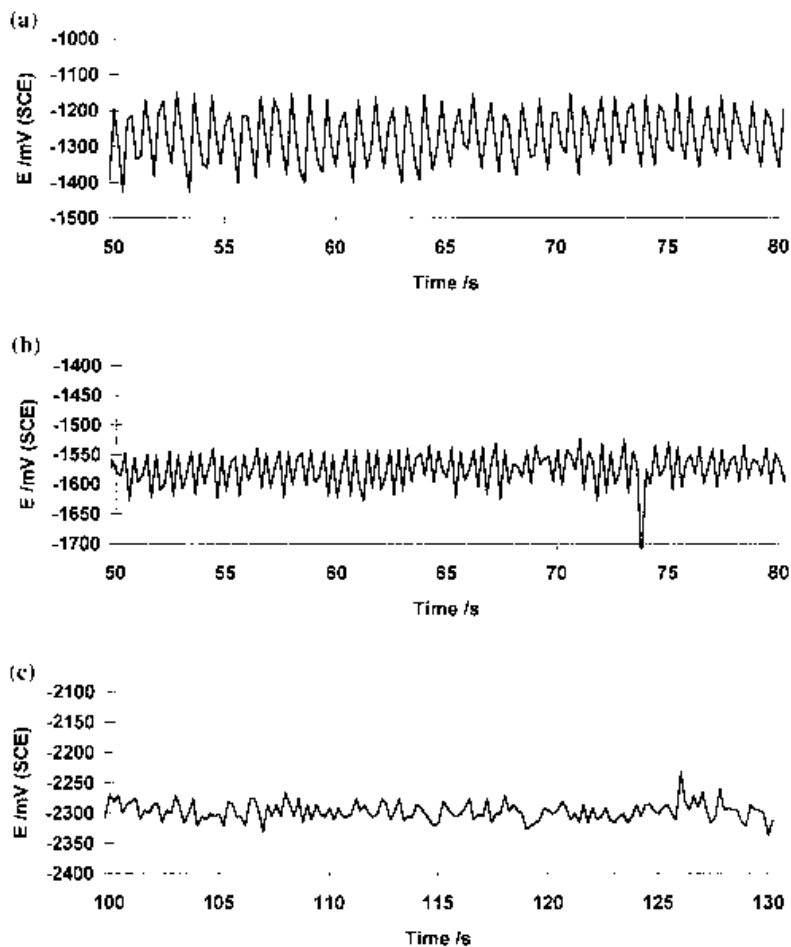 (a)
-1000
-1100
-1200
-1300
-1400
-1500
E /mV (SCE)
50 55 60 65 70 75 80
Time /s
(b)
-1400
-1450
-1500
-1550
-1600
-1650
-1700
E /mV (SCE)
50 55 60 65 70 75 80
Time /s
(c)
-2100
-2150
-2200
-2250
-2300
-2350
-2400
E /mV (SCE)
100 105 110 115 120 125 130
Time /s